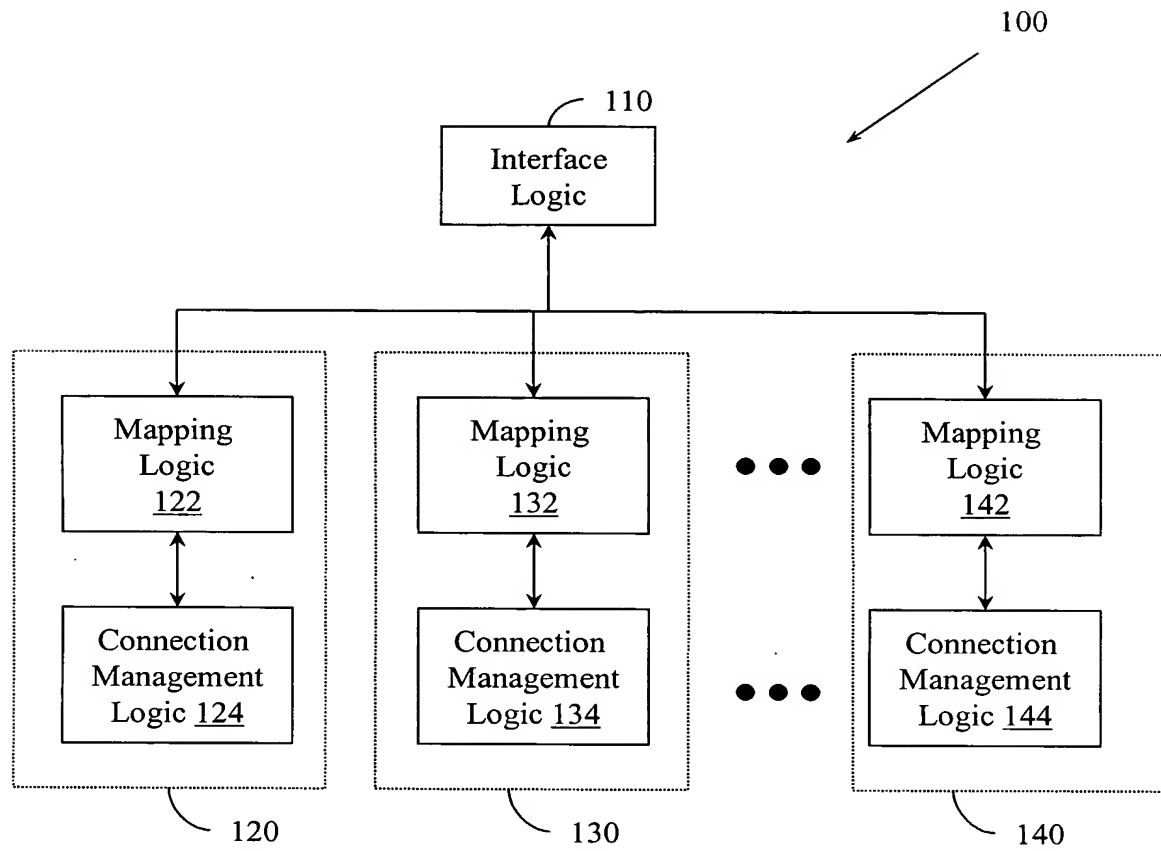 100
110
Interface
Logic
Mapping
Logic
122
Mapping
Logic
132
Mapping
Logic
142
Connection
Management
Logic 124
Connection
Management
Logic 134
Connection
Management
Logic 144
120
130
140